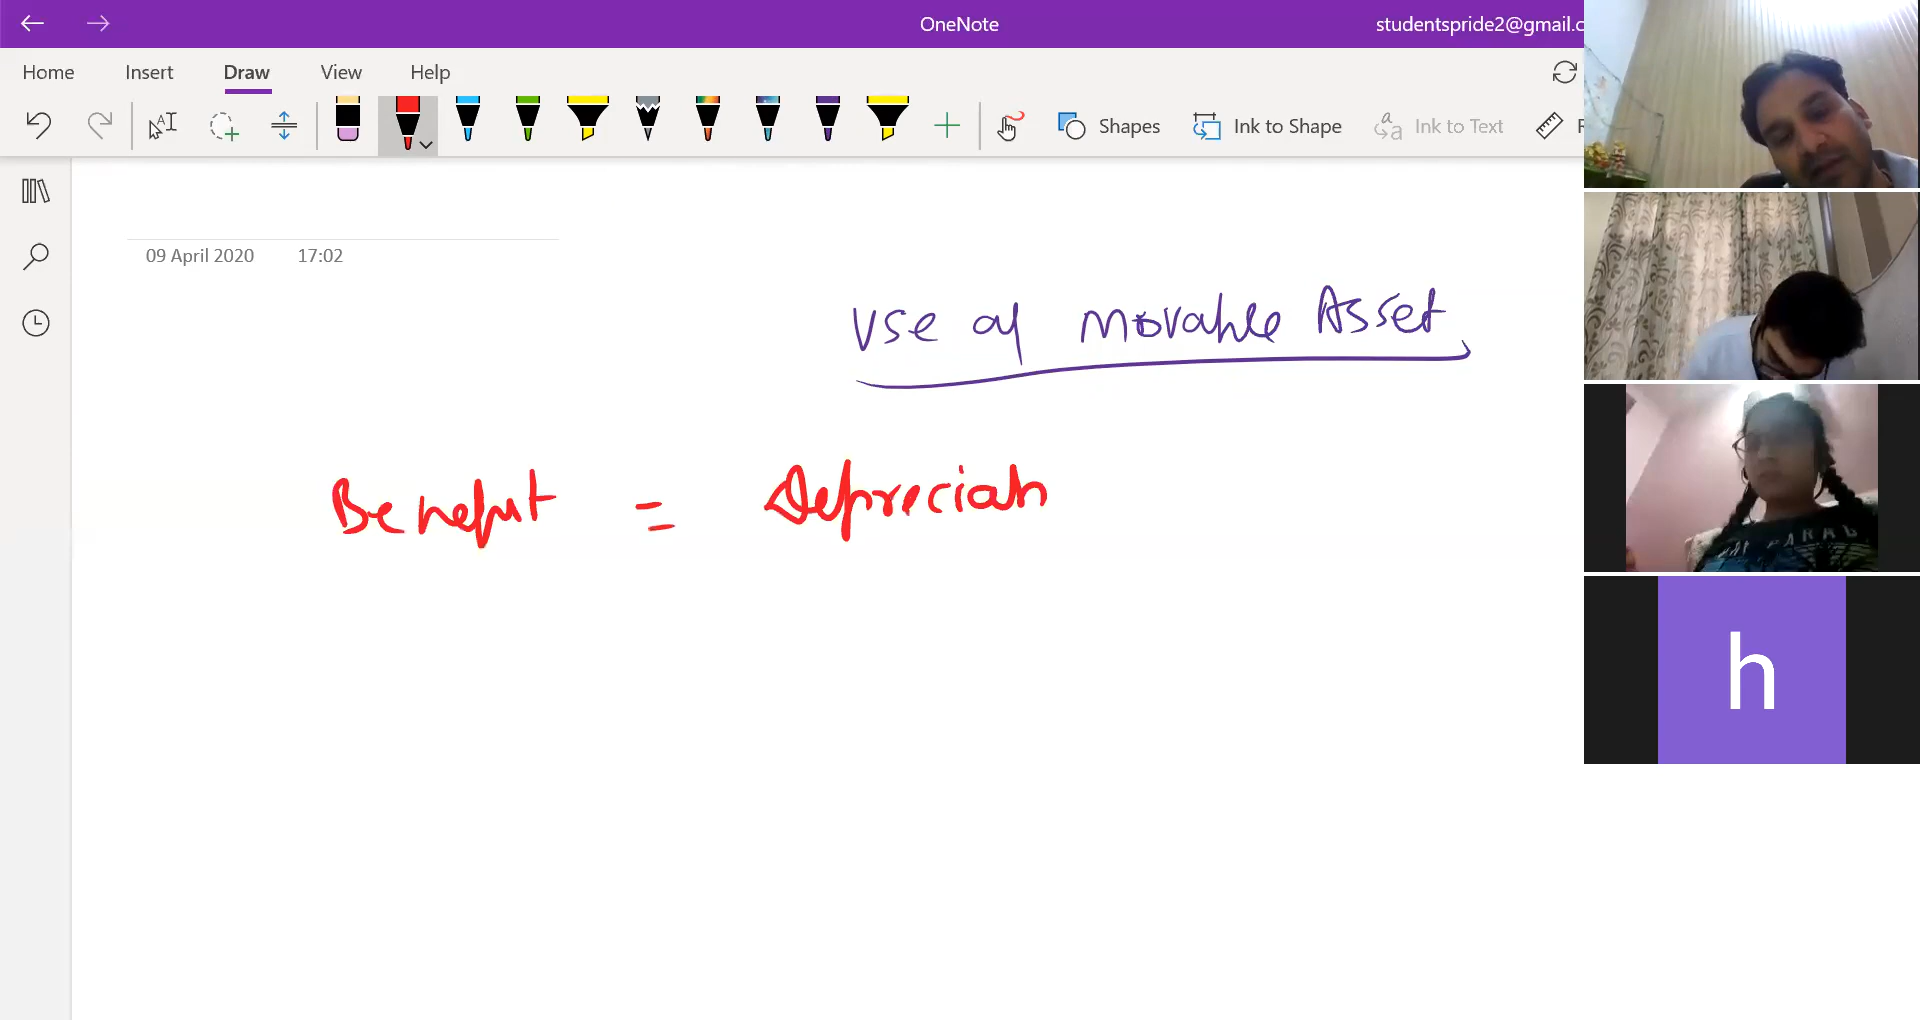 OneNote
studentspride2@gmail.c
Home Insert Draw View Help
Shapes Ink to Shape Ink to Text R
09 April 2020 17:02
Use of movable Asset
Benefit = Depreciatn
h